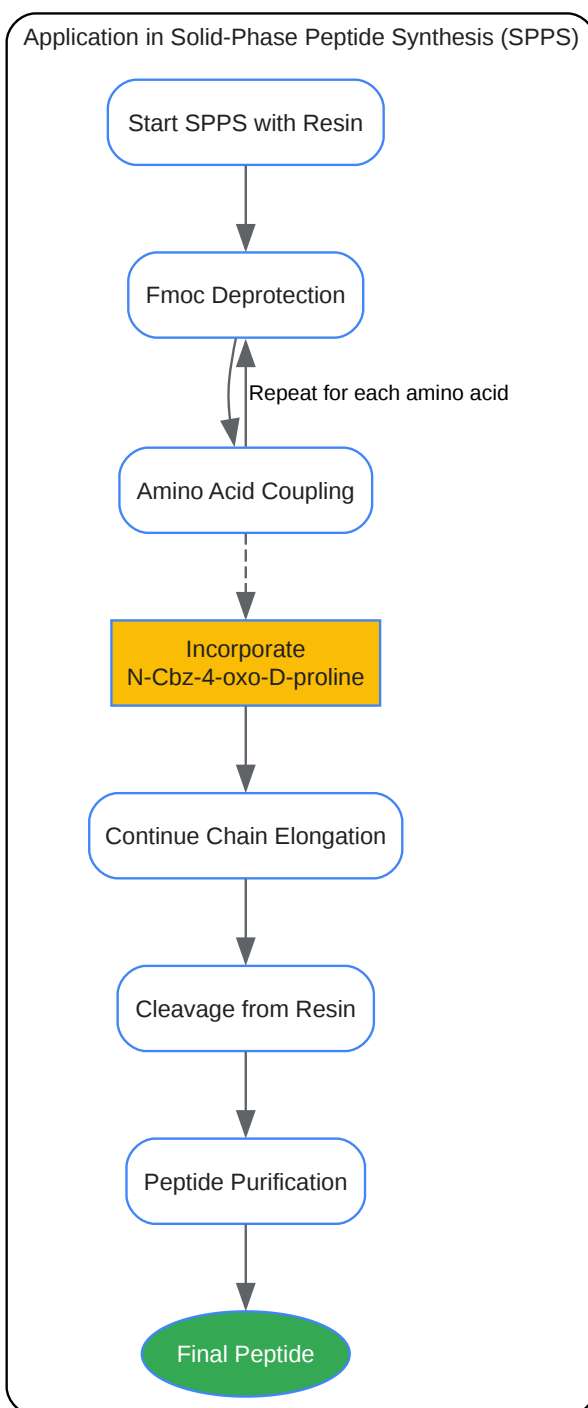 Application in Solid-Phase Peptide Synthesis (SPPS)
Start SPPS with Resin
Fmoc Deprotection
Repeat for each amino acid
Amino Acid Coupling
Incorporate
N-Cbz-4-oxo-D-proline
Continue Chain Elongation
Cleavage from Resin
Peptide Purification
Final Peptide